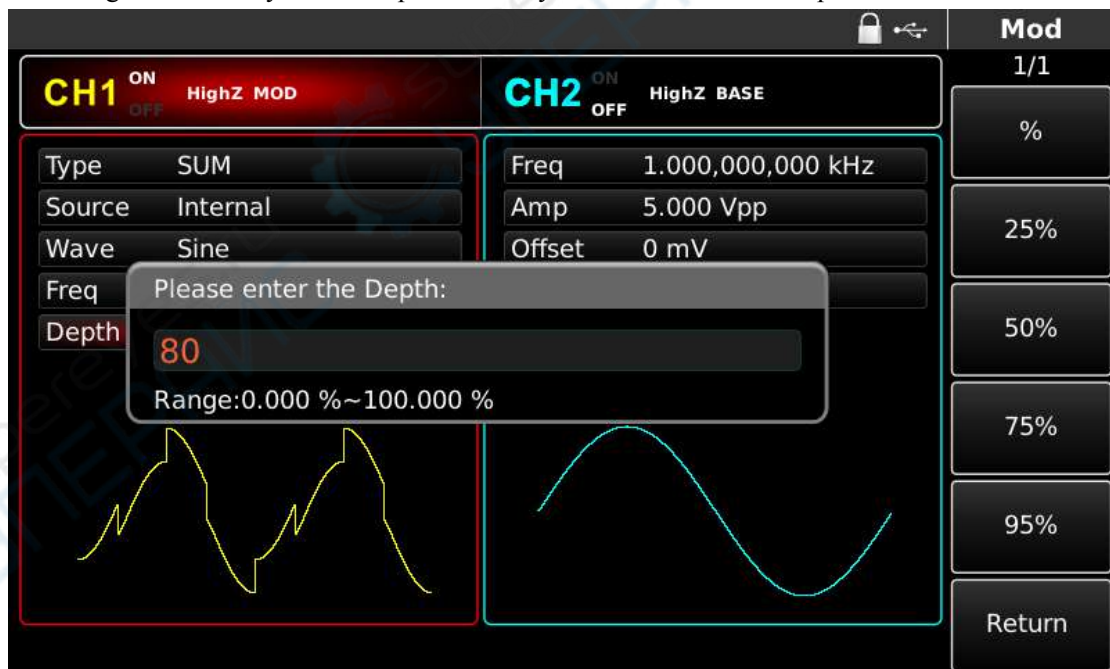 Mod
1/1
CH1 ON OFF HighZ MOD
CH2 ON OFF HighZ BASE
%
Type SUM
Freq 1.000,000,000 kHz
Source Internal
Amp 5.000 Vpp
25%
Wave Sine
Offset 0 mV
Freq
Please enter the Depth:
Depth
80
50%
Range:0.000 %~100.000 %
75%
95%
Return